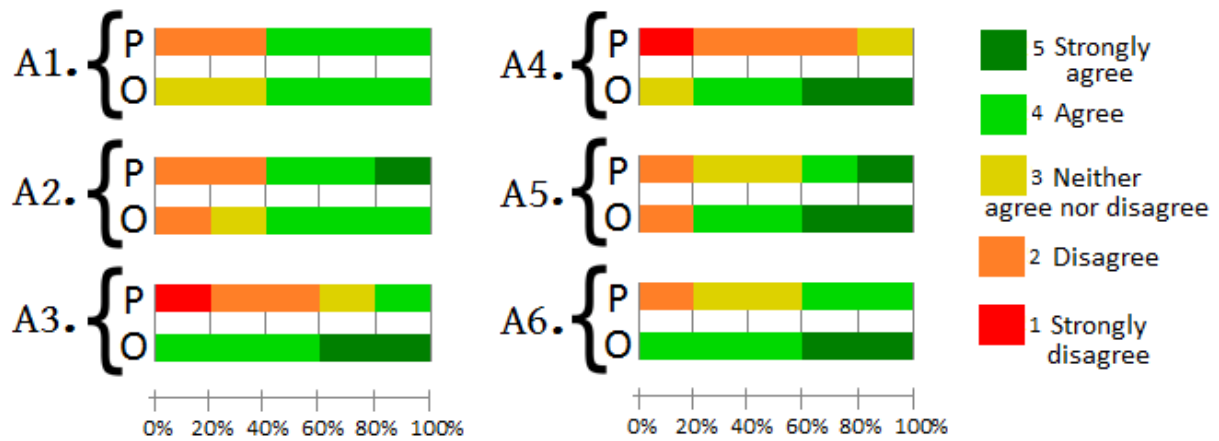 A1.
P
O
A2.
P
O
A3.
P
O
0% 20% 40% 60% 80% 100%
A4.
P
O
A5.
P
O
A6.
P
O
0% 20% 40% 60% 80% 100%
5 Strongly
agree
4 Agree
3 Neither
agree nor disagree
2 Disagree
1 Strongly
disagree